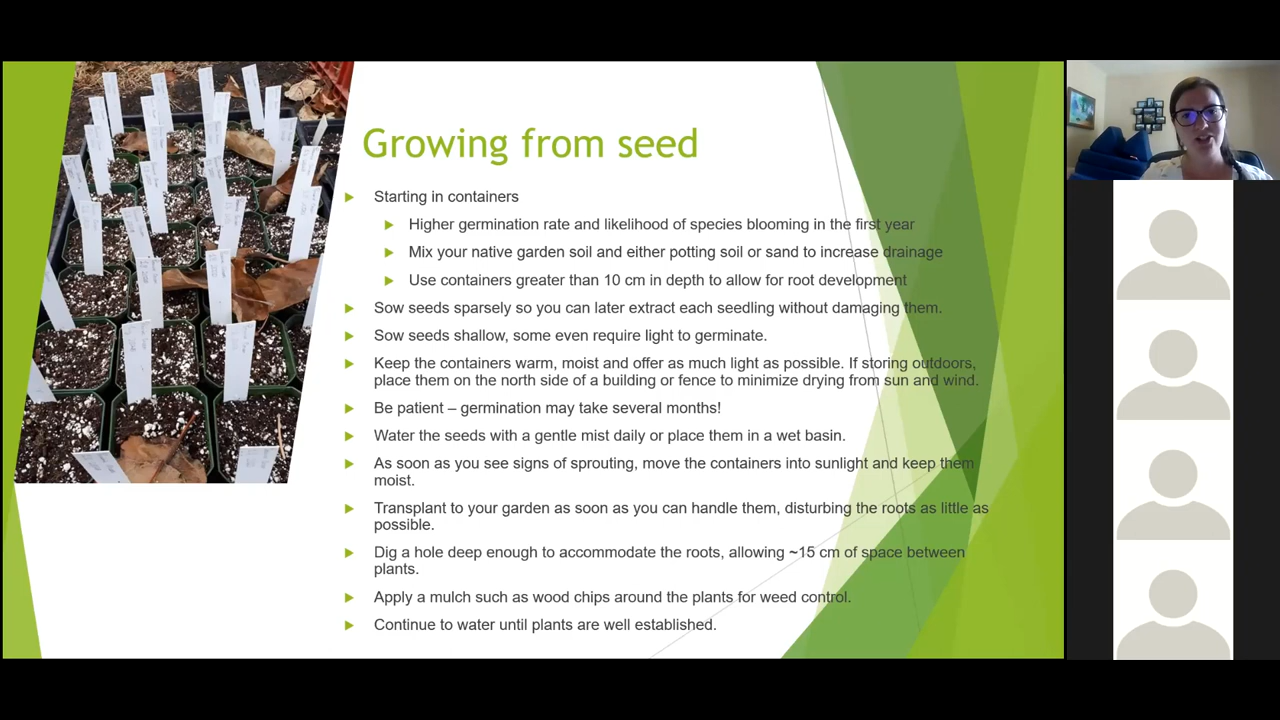 Growing from seed
Starting in containers
Higher germination rate and likelihood of species blooming in the first year
Mix your native garden soil and either potting soil or sand to increase drainage
Use containers greater than 10 cm in depth to allow for root development
Sow seeds sparsely so you can later extract each seedling without damaging them.
Sow seeds shallow, some even require light to germinate.
Keep the containers warm, moist and offer as much light as possible. If storing outdoors,
place them on the north side of a building or fence to minimize drying from sun and wind.
Be patient – germination may take several months!
Water the seeds with a gentle mist daily or place them in a wet basin.
As soon as you see signs of sprouting, move the containers into sunlight and keep them
moist.
Transplant to your garden as soon as you can handle them, disturbing the roots as little as
possible.
Dig a hole deep enough to accommodate the roots, allowing ~15 cm of space between
plants.
Apply a mulch such as wood chips around the plants for weed control.
Continue to water until plants are well established.